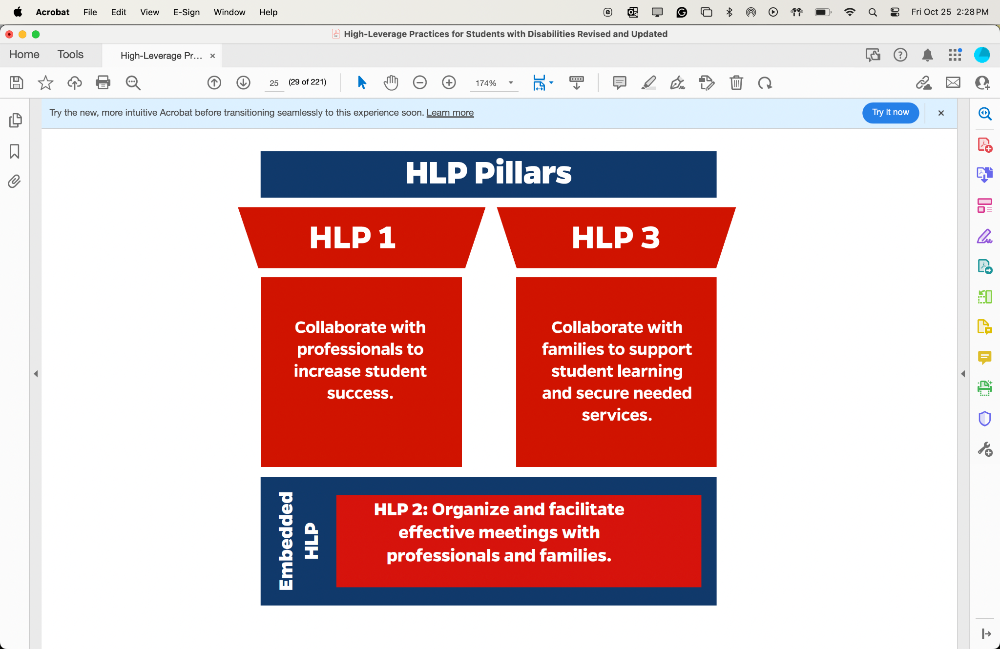 Acrobat File Edit View E-Sign Window Help Fri Oct 25 2:28 PM
High-Leverage Practices for Students with Disabilities Revised and Updated
Home Tools High-Leverage Pr... ×
25 (29 of 221) 174%
Try the new, more intuitive Acrobat before transitioning seamlessly to this experience soon. Learn more Try it now ×
HLP Pillars
HLP 1
HLP 3
Collaborate with
professionals to
increase student
success.
Collaborate with
families to support
student learning
and secure needed
services.
Embedded
HLP
HLP 2: Organize and facilitate
effective meetings with
professionals and families.